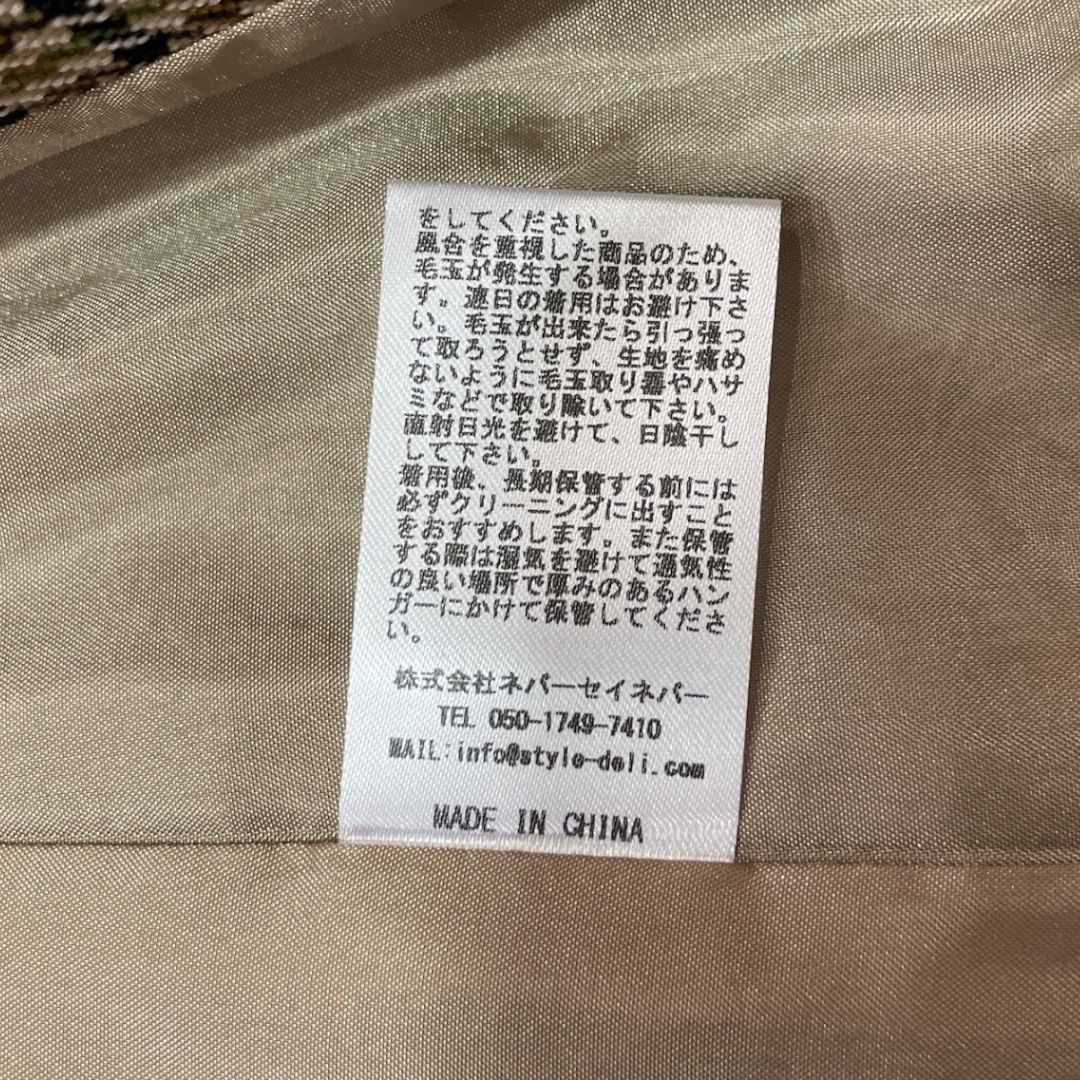 をしてください。
風合を重視した商品のため、
毛玉が発生する場合がありま
す。連日の着用はお避け下さ
い。毛玉が出来たら引っ張っ
て取ろうとせず、生地を痛め
ないように毛玉取り器やハサ
ミなどで取り除いて下さい。
直射日光を避けて、日陰干し
して下さい。
着用後、長期保管する前には
必ずクリーニングに出すこと
をおすすめします。また保管
する際は湿気を避けて通気性
の良い場所で厚みのあるハン
ガーにかけて保管してくださ
い。
株式会社ネバーセイネバー
TEL 050-1749-7410
MAIL:info@style-deli.com
MADE IN CHINA